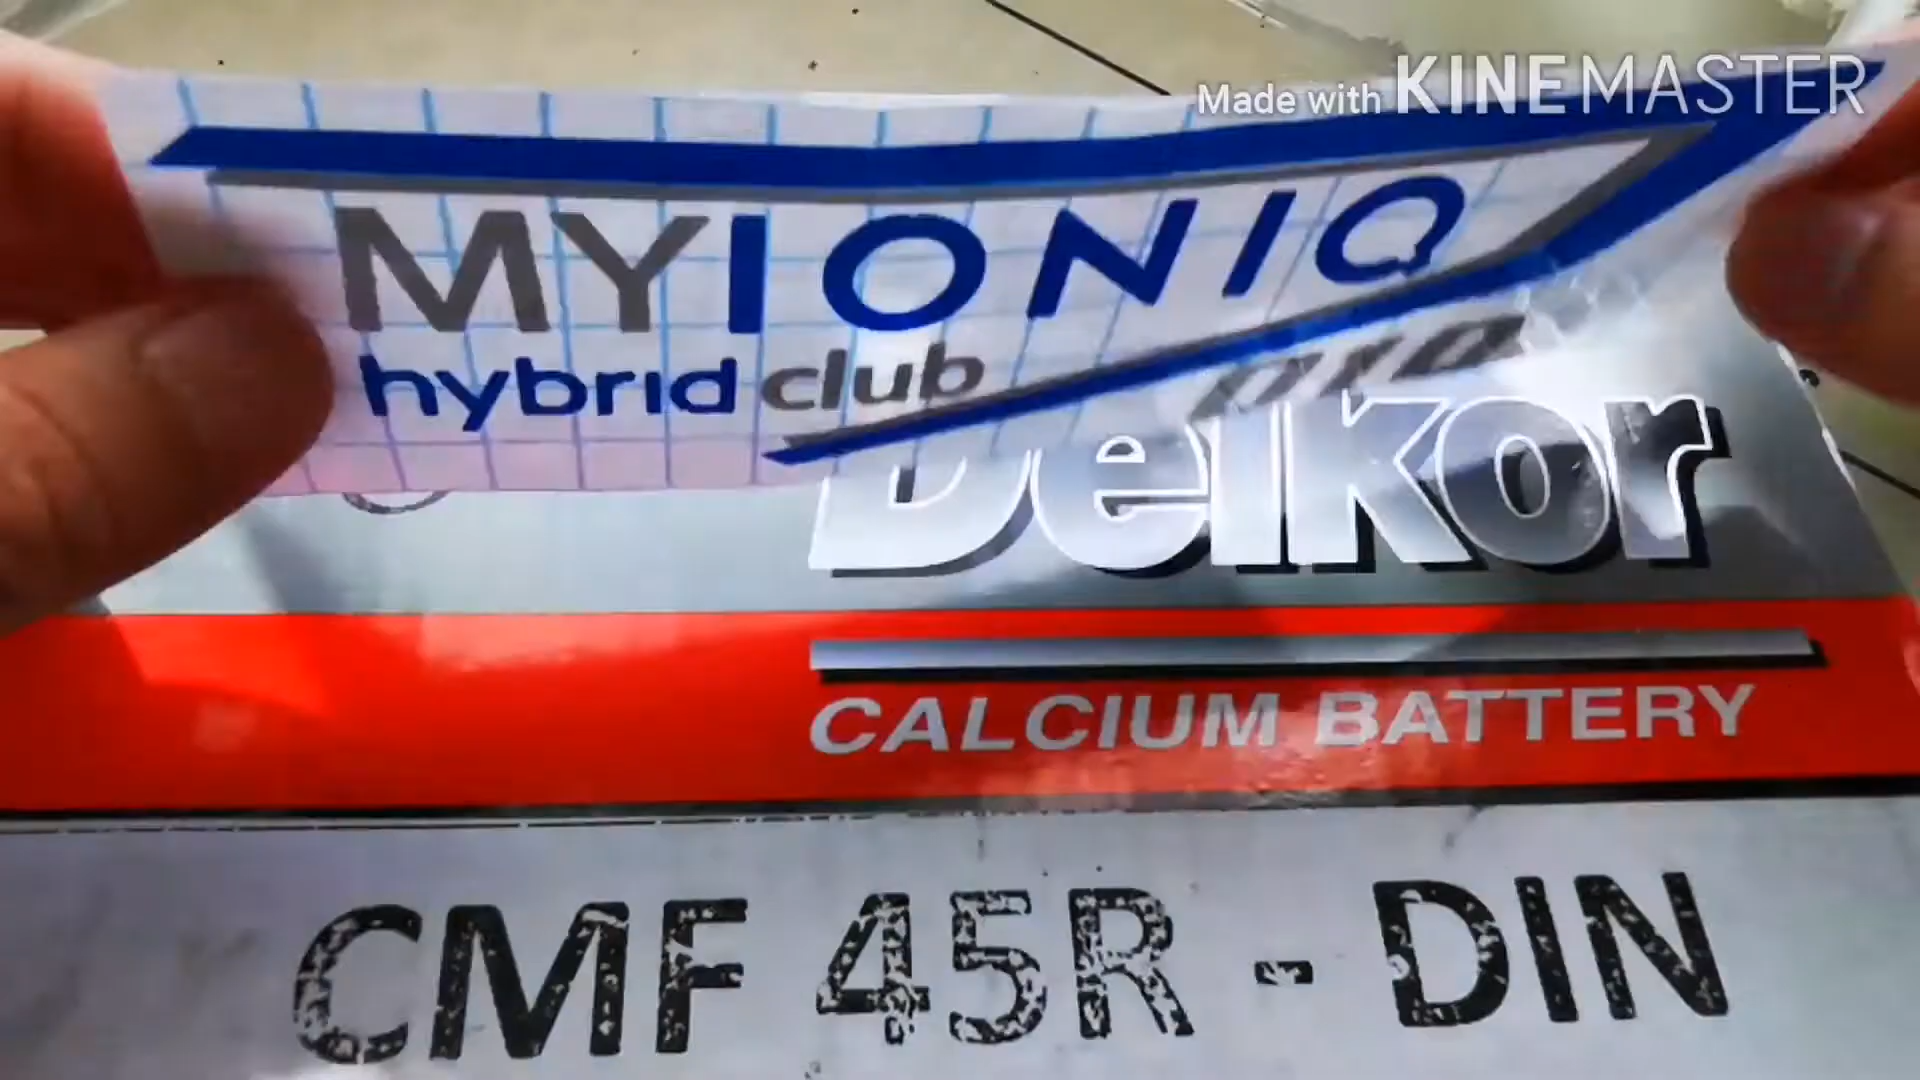 Made with KINEMASTER
MYIONIQ
hybrid club
Delkor
CALCIUM BATTERY
CMF 45R - DIN